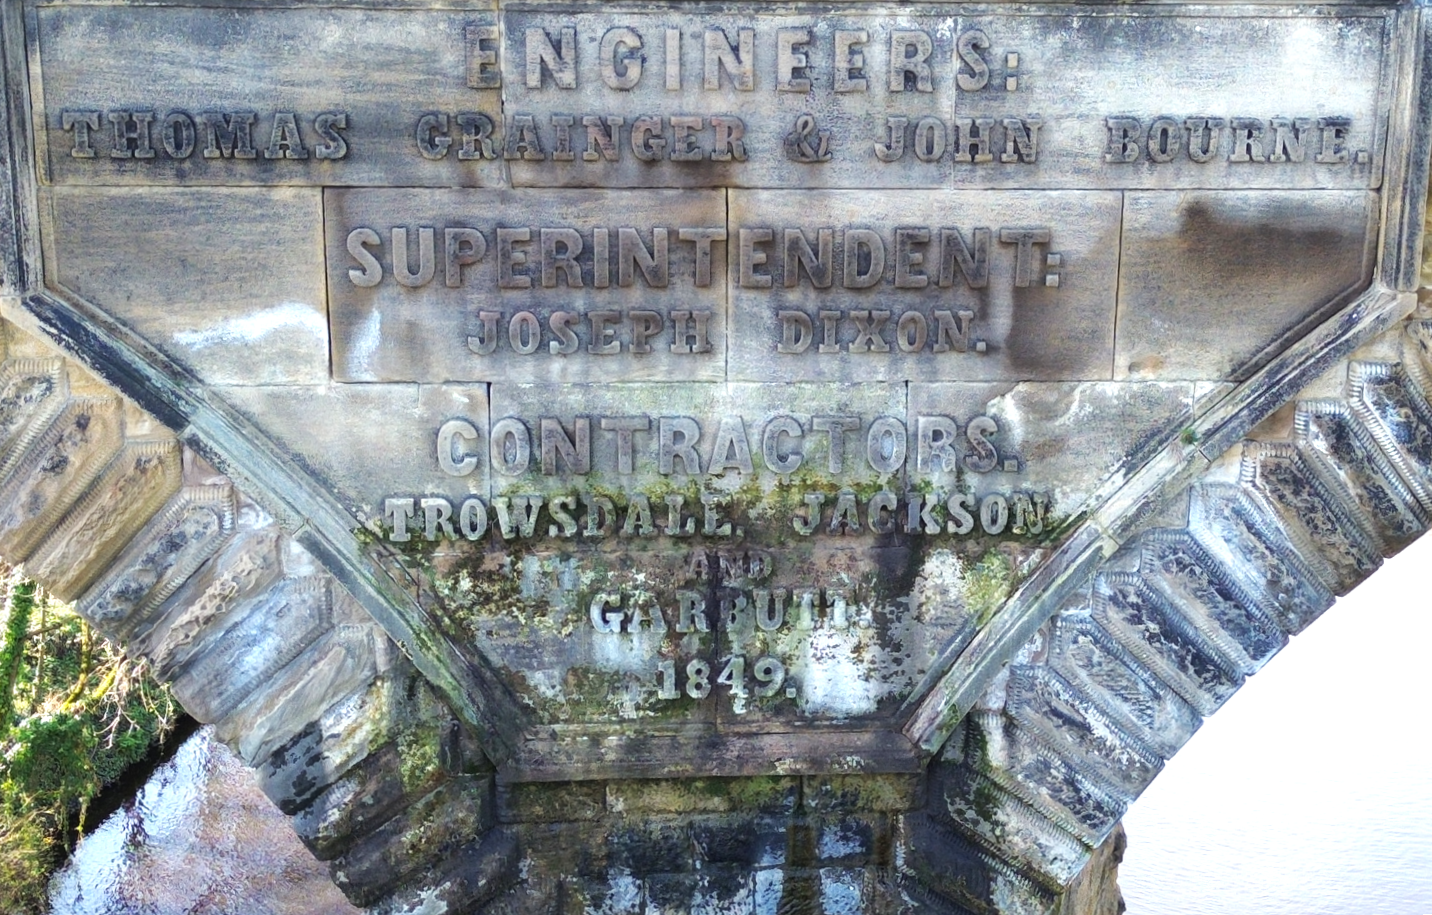 ENGINEERS:
THOMAS GRAINGER & JOHN BOURNE.
SUPERINTENDENT:
JOSEPH DIXON.
CONTRACTORS.
TROWSDALE, JACKSON
AND
GARBUTT.
1849.